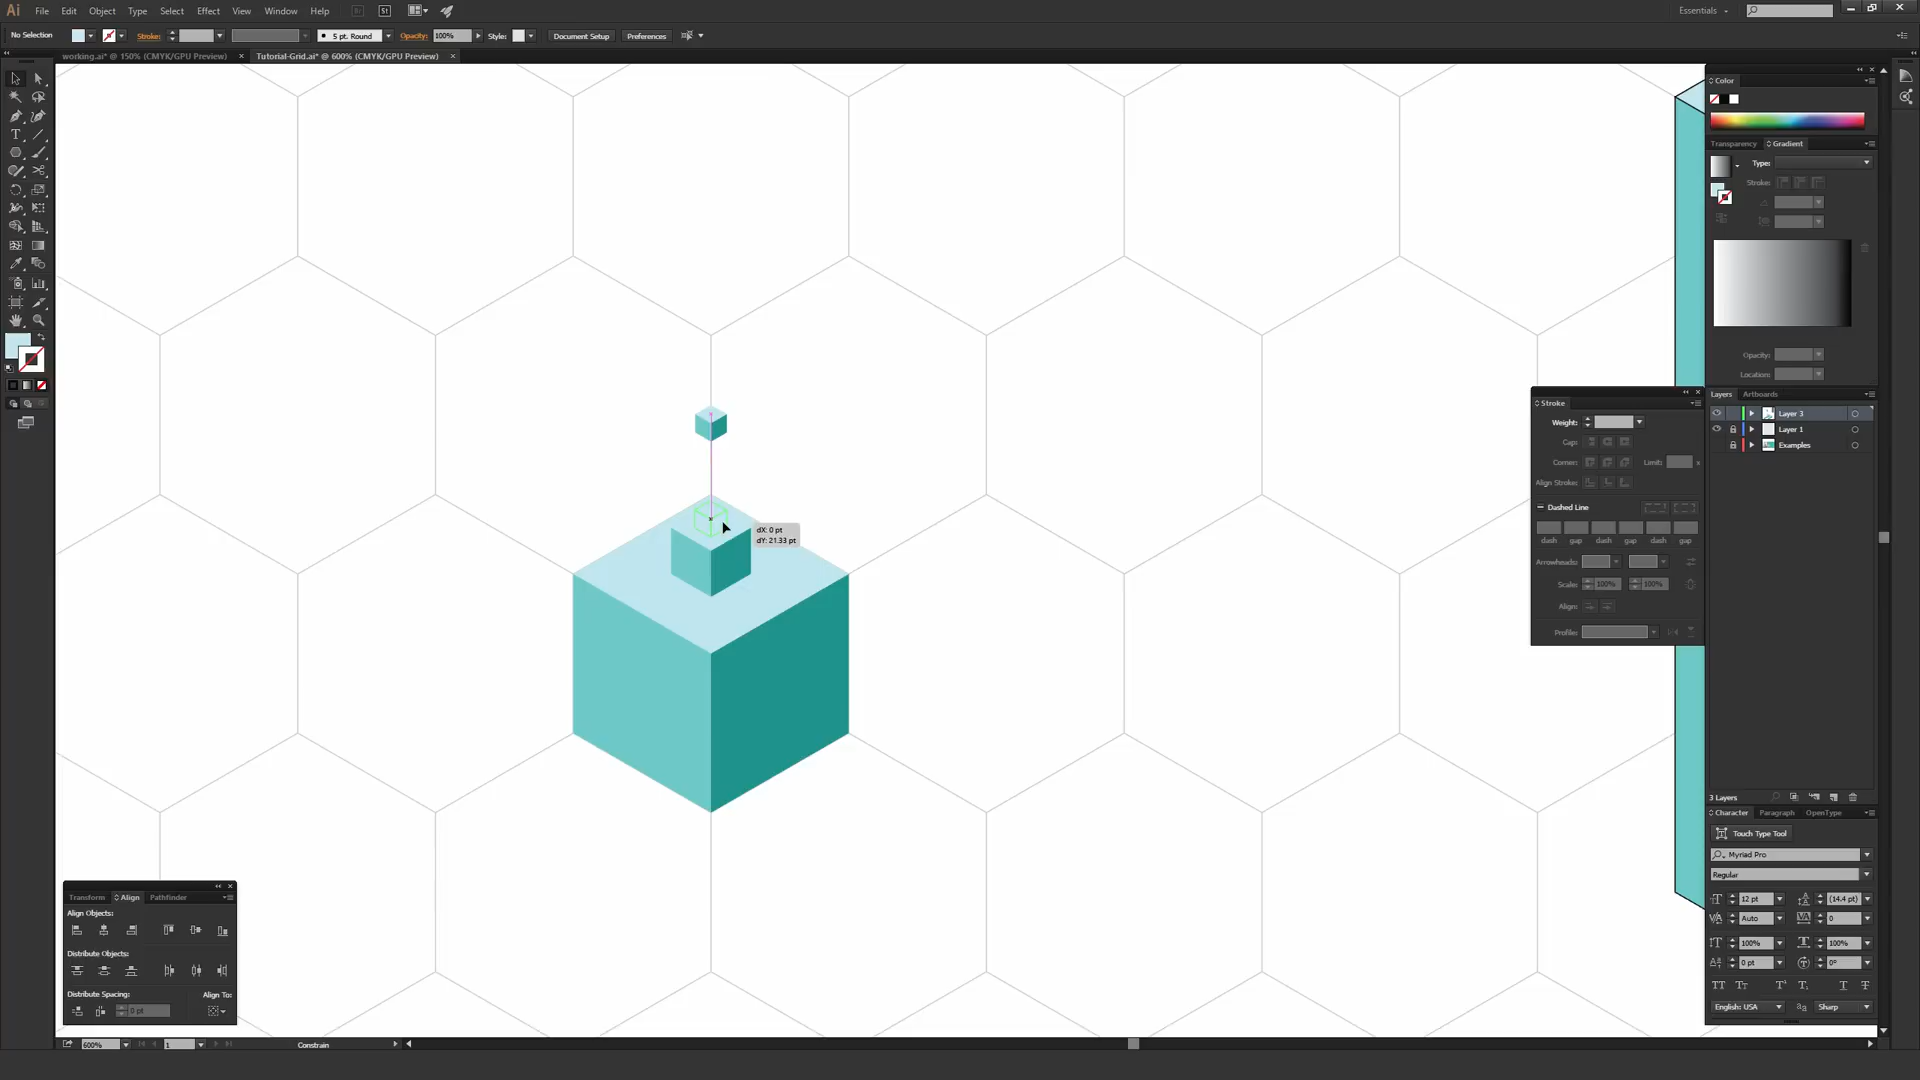 Ai File Edit Object Type Select Effect View Window Help Br St Essentials
No Selection Stroke: 5 pt. Round Opacity: 100% Style: Document Setup Preferences
working.ai* @ 150% (CMYK/GPU Preview) Tutorial-Grid.ai* @ 600% (CMYK/GPU Preview)
Color
Transparency Gradient
Type:
Stroke:
Opacity:
Location:
Layers Artboards
Layer 3
Layer 1
Examples
3 Layers
Stroke
Weight:
Cap:
Corner: Limit: x
Align Stroke:
Dashed Line
dash gap dash gap dash gap
Arrowheads:
Scale: 100% 100%
Align:
Profile:
dX: 0 pt
dY: 21.33 pt
Character Paragraph OpenType
Touch Type Tool
Myriad Pro
Regular
12 pt (14.4 pt)
Auto 0
100% 100%
0 pt 0°
English: USA Sharp
Transform Align Pathfinder
Align Objects:
Distribute Objects:
Distribute Spacing: Align To:
0 pt
600% 1 Constrain